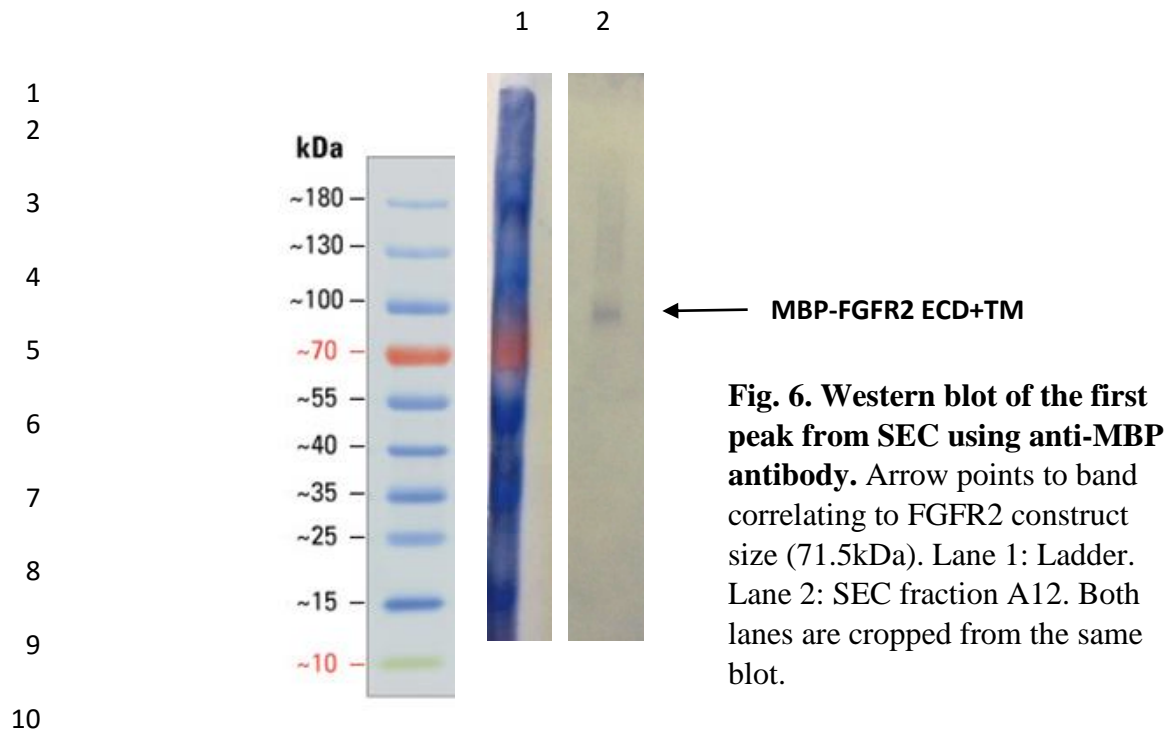 1 2
1
2
kDa
~180 –
3
~130 –
4
~100 –
MBP-FGFR2 ECD+TM
5
~70 –
~55 –
Fig. 6. Western blot of the first
6
peak from SEC using anti-MBP
~40 –
antibody. Arrow points to band
7
~35 –
correlating to FGFR2 construct
~25 –
size (71.5kDa). Lane 1: Ladder.
8
Lane 2: SEC fraction A12. Both
~15 –
lanes are cropped from the same
9
~10 –
blot.
10